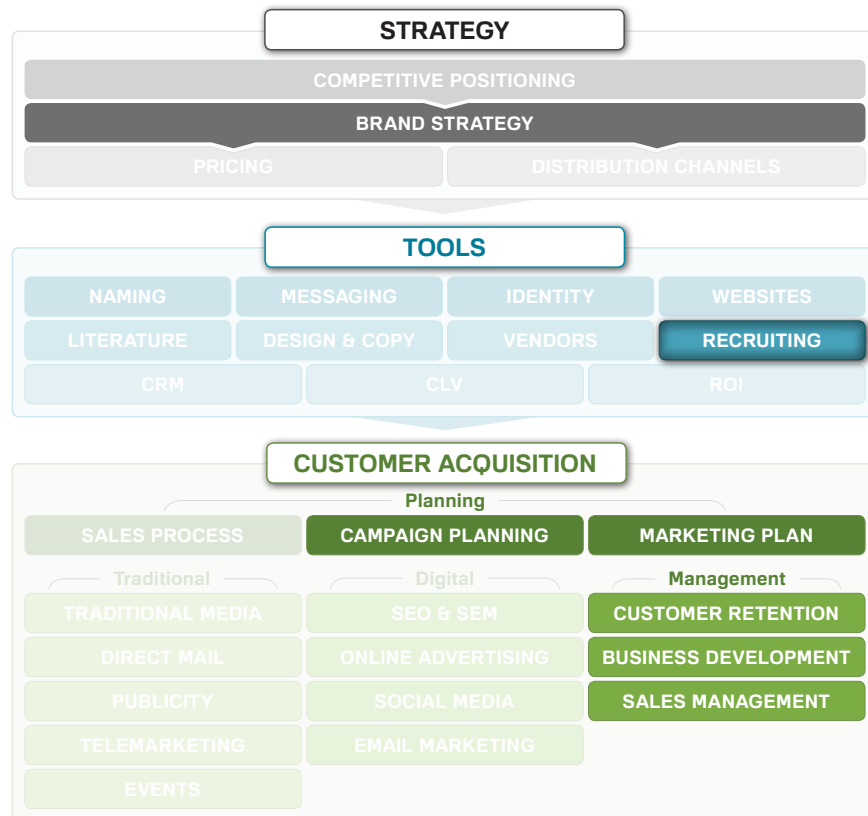 STRATEGY
COMPETITIVE POSITIONING
BRAND STRATEGY
PRICING
DISTRIBUTION CHANNELS
TOOLS
NAMING
MESSAGING
IDENTITY
WEBSITES
LITERATURE
DESIGN & COPY
VENDORS
RECRUITING
CRM
CLV
ROI
CUSTOMER ACQUISITION
Planning
SALES PROCESS
CAMPAIGN PLANNING
MARKETING PLAN
Traditional
Digital
Management
TRADITIONAL MEDIA
SEO & SEM
CUSTOMER RETENTION
DIRECT MAIL
ONLINE ADVERTISING
BUSINESS DEVELOPMENT
PUBLICITY
SOCIAL MEDIA
SALES MANAGEMENT
TELEMARKETING
EMAIL MARKETING
EVENTS